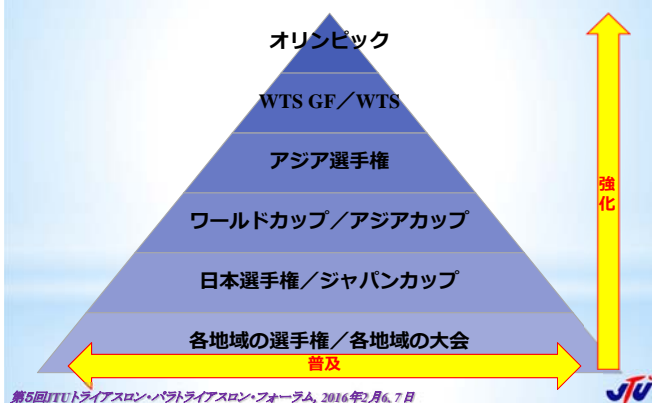 オリンピック
WTS GF／WTS
アジア選手権
強化
ワールドカップ／アジアカップ
日本選手権／ジャパンカップ
各地域の選手権／各地域の大会
普及
第5回JTUトライアスロン・パラトライアスロン・フォーラム, 2016年2月6, 7日
JTU